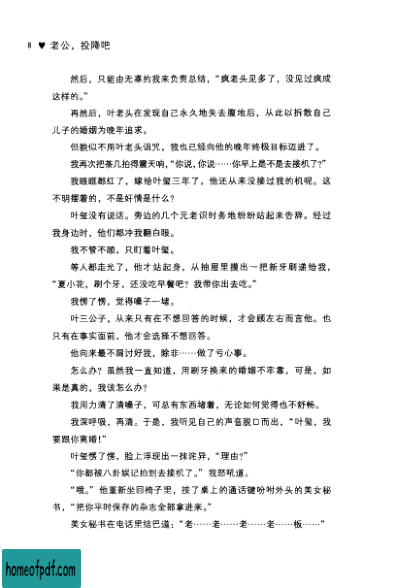 8 ♥ 老公，投降吧
然后，只能由无辜的我来负责总结，“疯老头见多了，没见过疯成
这样的。”
再然后，叶老头在发现自己永久地失去腹地后，从此以拆散自己
儿子的婚姻为晚年追求。
但貌似不用叶老头诅咒，我也已经向他的晚年终极目标迈进了。
我再次把茶几拍得震天响，“你说，你说……你早上是不是去接机了？”
我眼眶都红了，嫁给叶玺三年了，他还从来没接过我的机呢。这
不明摆着的，不是奸情是什么？
叶玺没有说话。旁边的几个元老识时务地纷纷站起来告辞。经过
我身边时，他们都冲我翻白眼。
我不管不顾，只盯着叶玺。
等人都走光了，他才站起身，从抽屉里摸出一把新牙刷递给我，
“夏小花，刷个牙，还没吃早餐吧？我带你出去吃。”
我愣了愣，觉得嗓子一堵。
叶三公子，从来只有在不想回答的时候，才会顾左右而言他。也
只有在事实面前，他才会选择不想回答。
他向来最不屑讨好我，除非……做了亏心事。
怎么办？虽然我一直知道，用刷牙换来的婚姻不牢靠，可是，如
果是真的，我该怎么办？
我用力清了清嗓子，可总有东西堵着，无论如何觉得也不舒畅。
我深呼吸，再清。于是，我听见自己的声音脱口而出，“叶玺，我
要跟你离婚！”
叶玺愣了愣，脸上浮现出一抹诧异，“理由？”
“你都被八卦娱记拍到去接机了。”我怒吼道。
“哦。”他重新坐回椅子里，按了桌上的通话键吩咐外头的美女秘
书，“把你平时保存的杂志全部拿进来。”
美女秘书在电话里结巴道：“老……老……老……老……板……”
homeofpdf.com